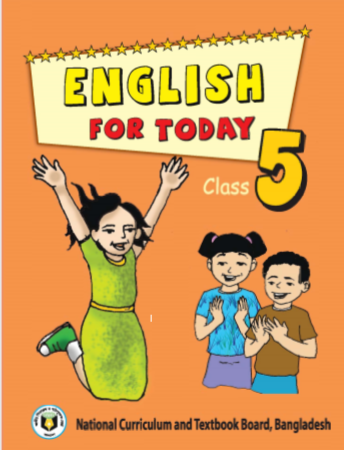 ENGLISH
FOR TODAY
Class 5
National Curriculum and Textbook Board, Bangladesh